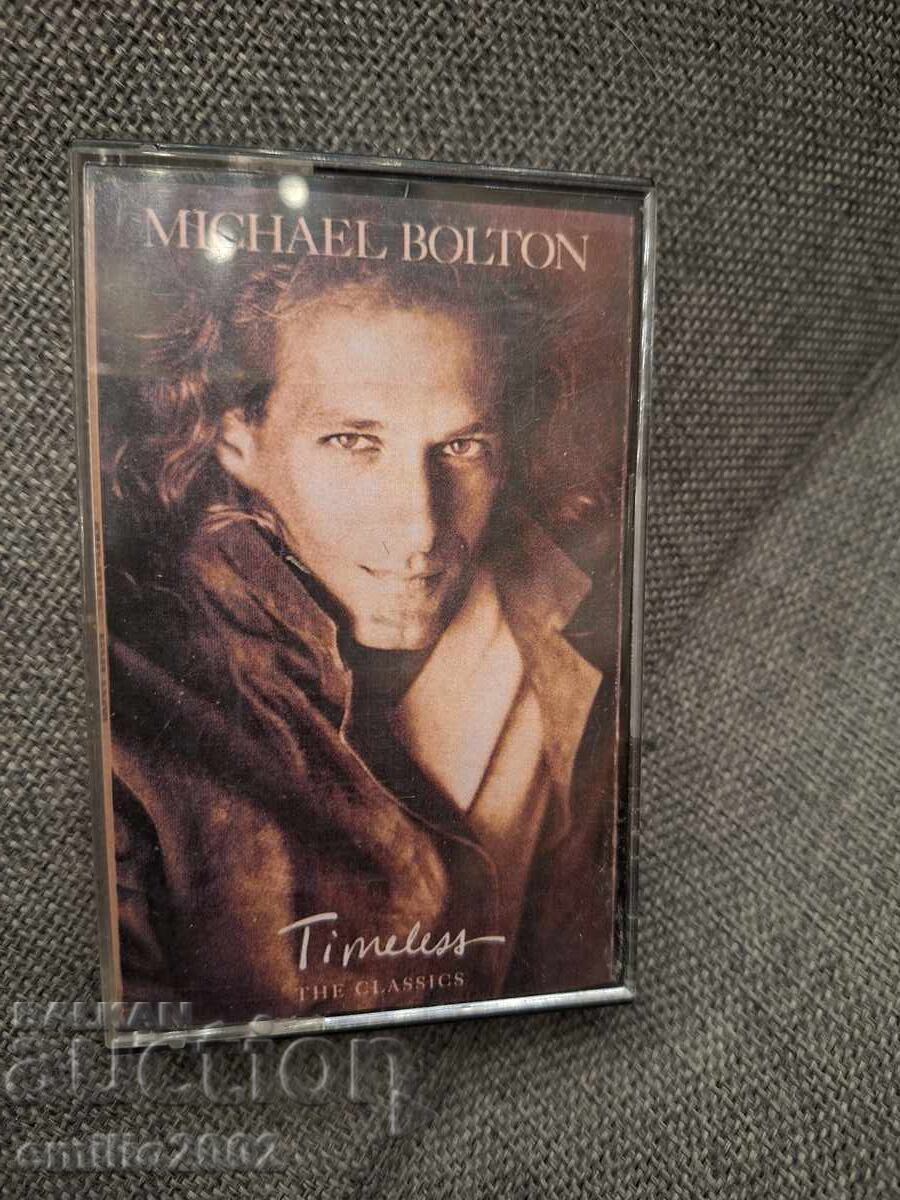 MICHAEL BOLTON
Timeless
THE CLASSICS
BALKAN
auction
emilio2002